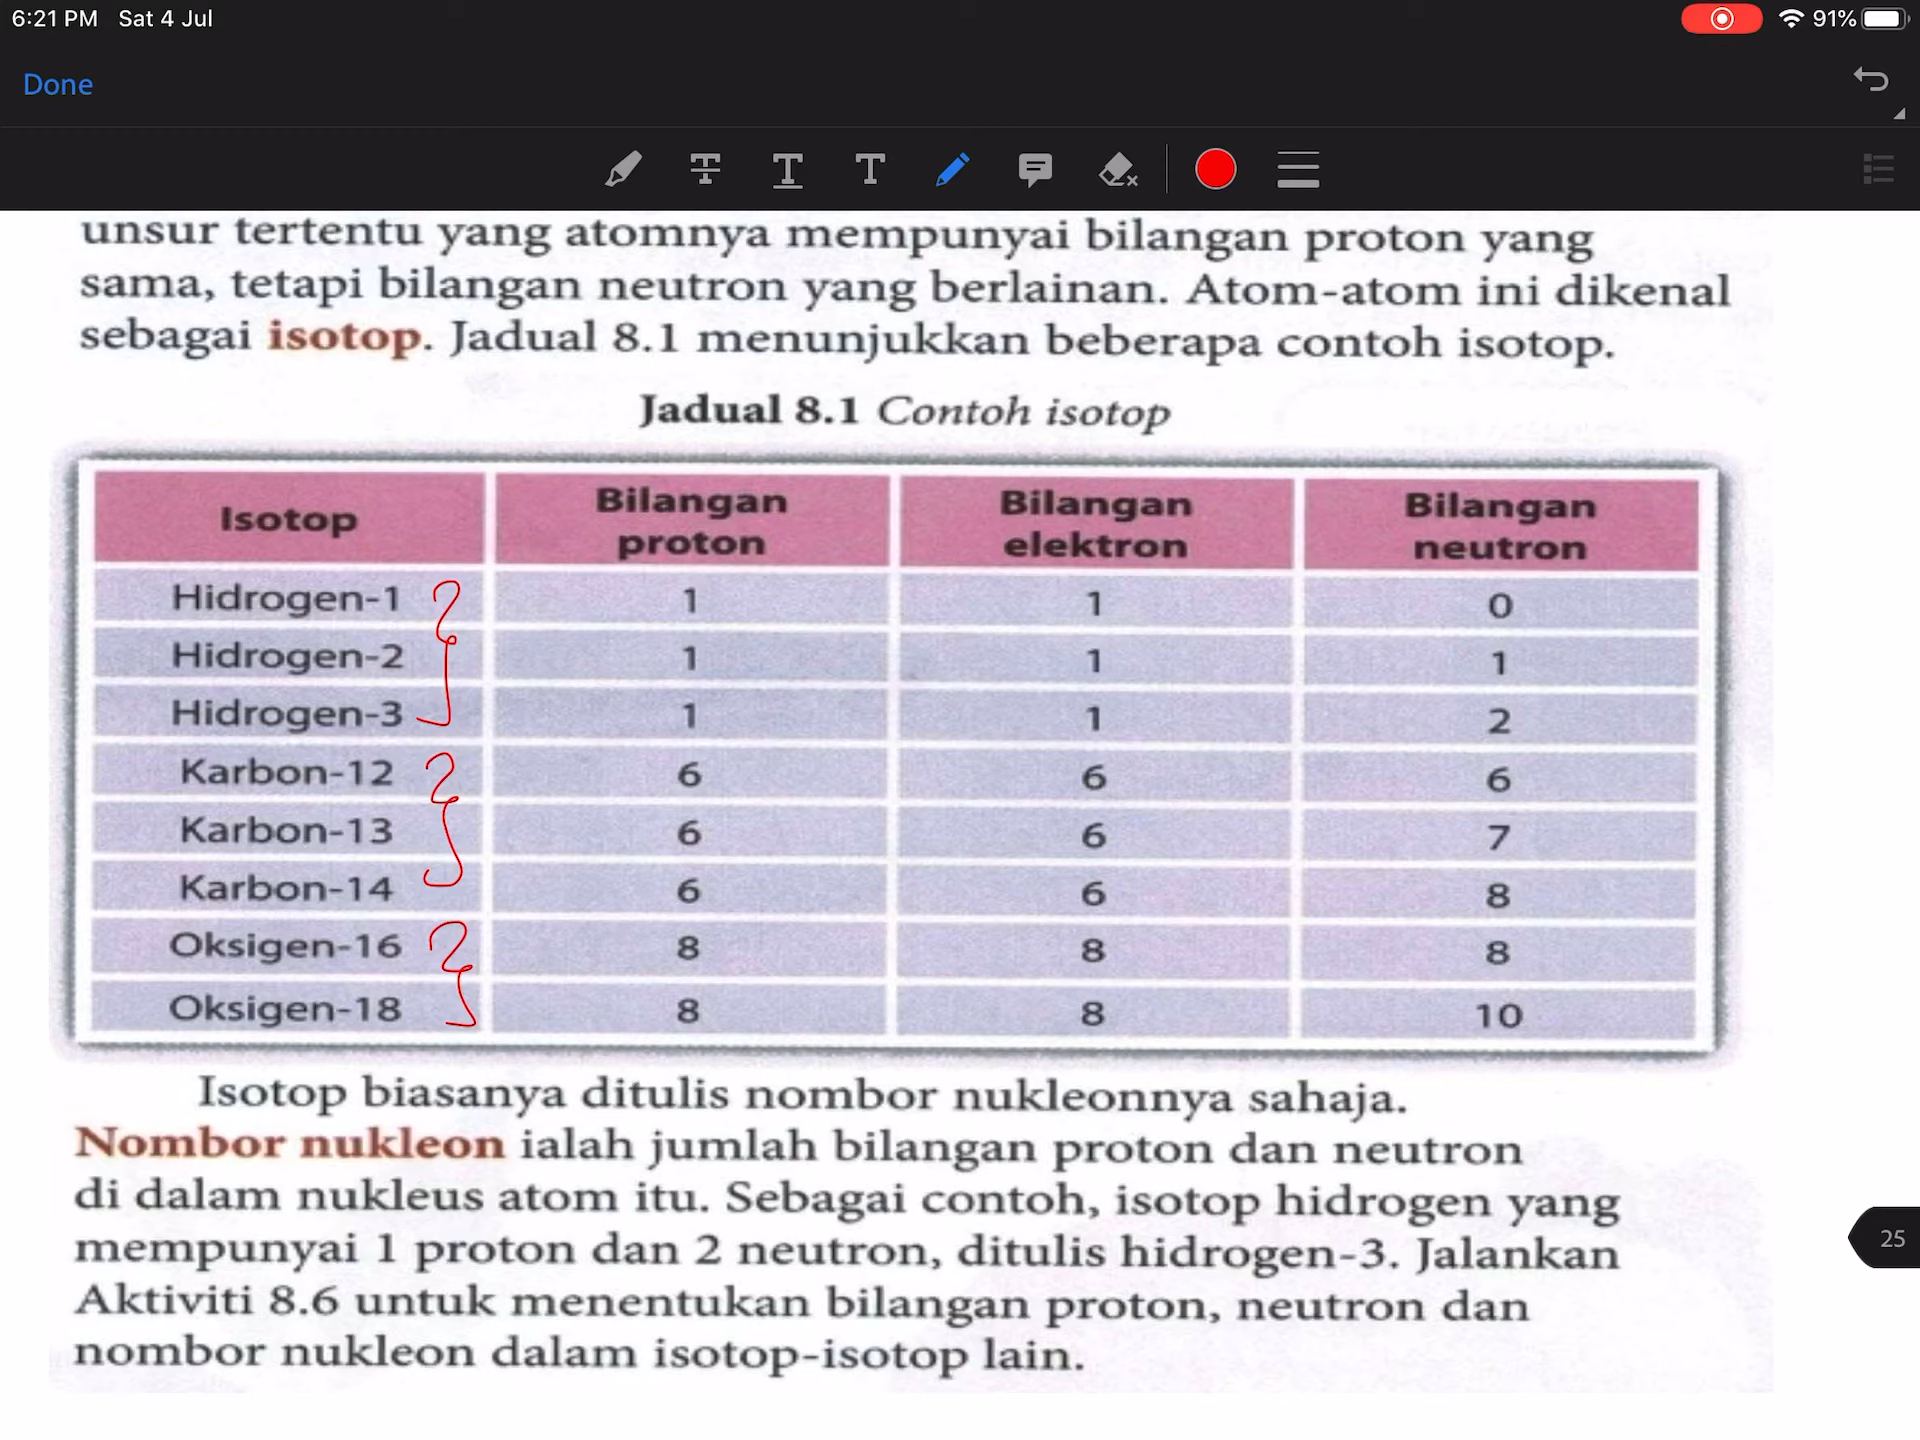 6:21 PM Sat 4 Jul
91%
Done
unsur tertentu yang atomnya mempunyai bilangan proton yang
sama, tetapi bilangan neutron yang berlainan. Atom-atom ini dikenal
sebagai isotop. Jadual 8.1 menunjukkan beberapa contoh isotop.
Jadual 8.1 Contoh isotop
Isotop Bilangan proton Bilangan elektron Bilangan neutron
Hidrogen-1 1 1 0
Hidrogen-2 1 1 1
Hidrogen-3 1 1 2
Karbon-12 6 6 6
Karbon-13 6 6 7
Karbon-14 6 6 8
Oksigen-16 8 8 8
Oksigen-18 8 8 10
Isotop biasanya ditulis nombor nukleonnya sahaja.
Nombor nukleon ialah jumlah bilangan proton dan neutron
di dalam nukleus atom itu. Sebagai contoh, isotop hidrogen yang
mempunyai 1 proton dan 2 neutron, ditulis hidrogen-3. Jalankan
Aktiviti 8.6 untuk menentukan bilangan proton, neutron dan
nombor nukleon dalam isotop-isotop lain.
25